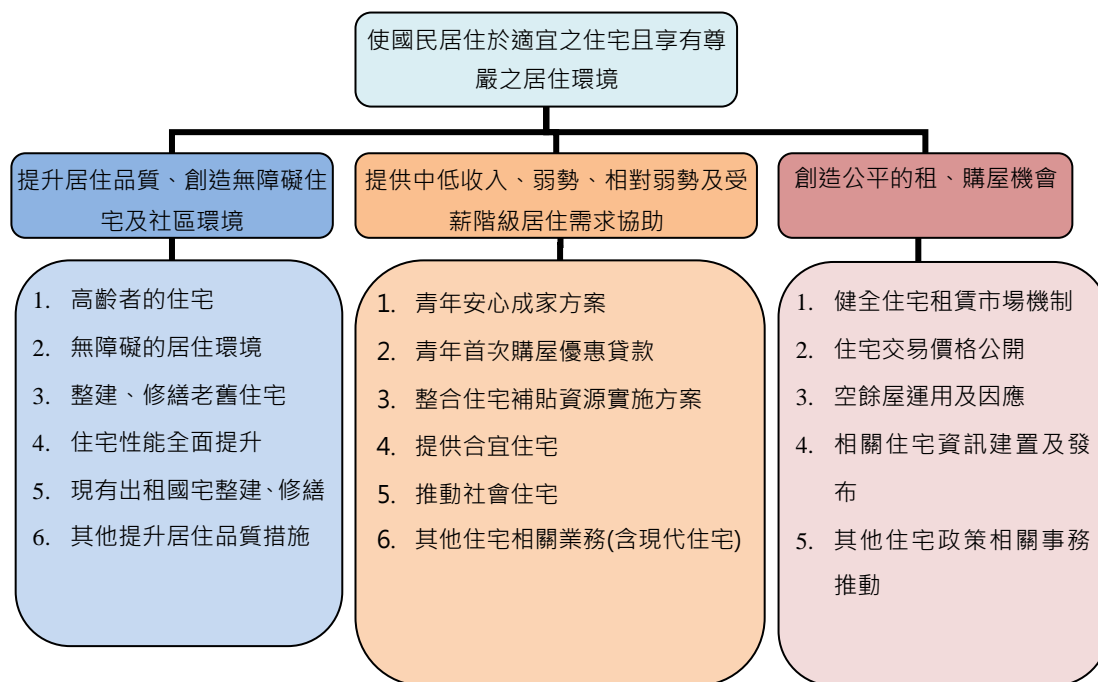 使國民居住於適宜之住宅且享有尊
嚴之居住環境
提升居住品質、創造無障礙住
宅及社區環境
1. 高齡者的住宅
2. 無障礙的居住環境
3. 整建、修繕老舊住宅
4. 住宅性能全面提升
5. 現有出租國宅整建、修繕
6. 其他提升居住品質措施
提供中低收入、弱勢、相對弱勢及受
薪階級居住需求協助
1. 青年安心成家方案
2. 青年首次購屋優惠貸款
3. 整合住宅補貼資源實施方案
4. 提供合宜住宅
5. 推動社會住宅
6. 其他住宅相關業務(含現代住宅)
創造公平的租、購屋機會
1. 健全住宅租賃市場機制
2. 住宅交易價格公開
3. 空餘屋運用及因應
4. 相關住宅資訊建置及發
布
5. 其他住宅政策相關事務
推動